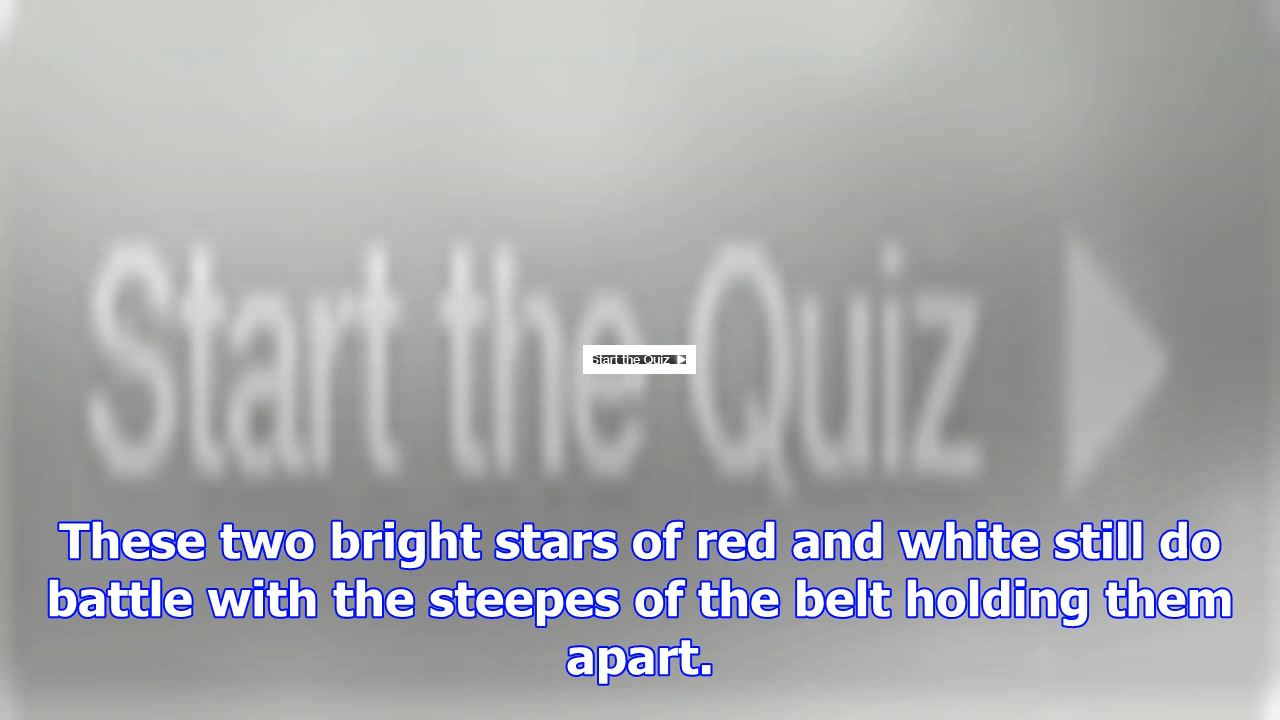 Start the Quiz
Start the Quiz
These two bright stars of red and white still do
battle with the steepes of the belt holding them
apart.